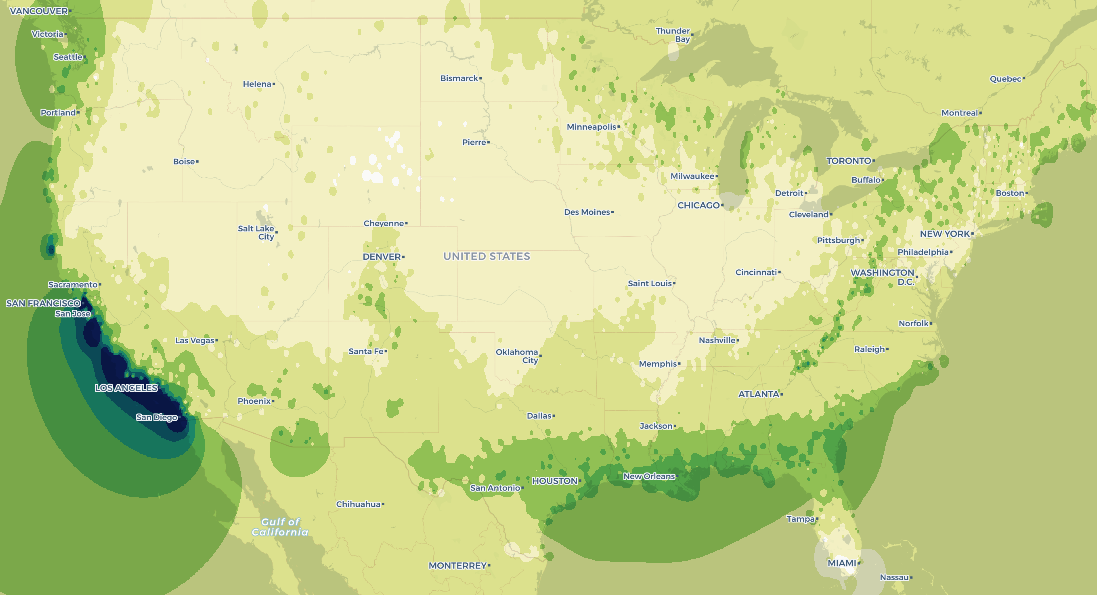 VANCOUVER
Victoria
Seattle
Thunder
Bay
Helena
Bismarck
Quebec
Portland
Montreal
Minneapolis
Pierre
Boise
TORONTO
Milwaukee
Buffalo
Detroit
Boston
CHICAGO
Des Moines
Cleveland
Cheyenne
Salt Lake
City
NEW YORK
Pittsburgh
Philadelphia
DENVER
UNITED STATES
Cincinnati
WASHINGTON
D.C.
Sacramento
Saint Louis
SAN FRANCISCO
San Jose
Norfolk
Las Vegas
Nashville
Raleigh
Santa Fe
Oklahoma
City
Memphis
LOS ANGELES
ATLANTA
Phoenix
San Diego
Dallas
Jackson
New Orleans
HOUSTON
San Antonio
Chihuahua
Tampa
Gulf of
California
MONTERREY
MIAMI
Nassau